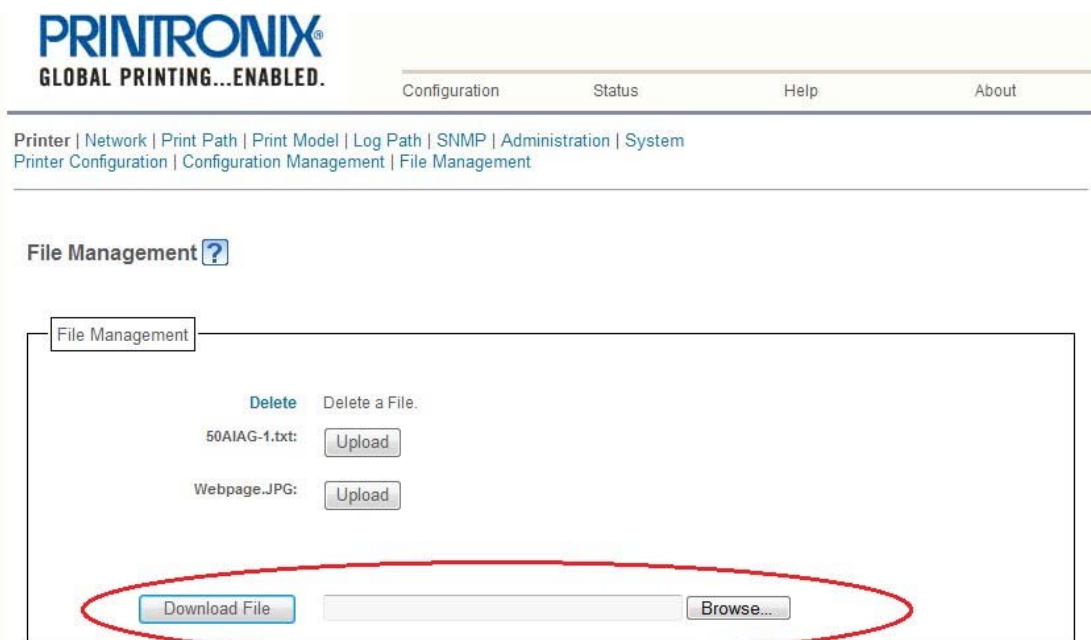 PRINTRONIX®
GLOBAL PRINTING...ENABLED.
Configuration Status Help About
Printer | Network | Print Path | Print Model | Log Path | SNMP | Administration | System
Printer Configuration | Configuration Management | File Management
File Management ?
File Management
Delete Delete a File.
50AIAG-1.txt: Upload
Webpage.JPG: Upload
Download File Browse...